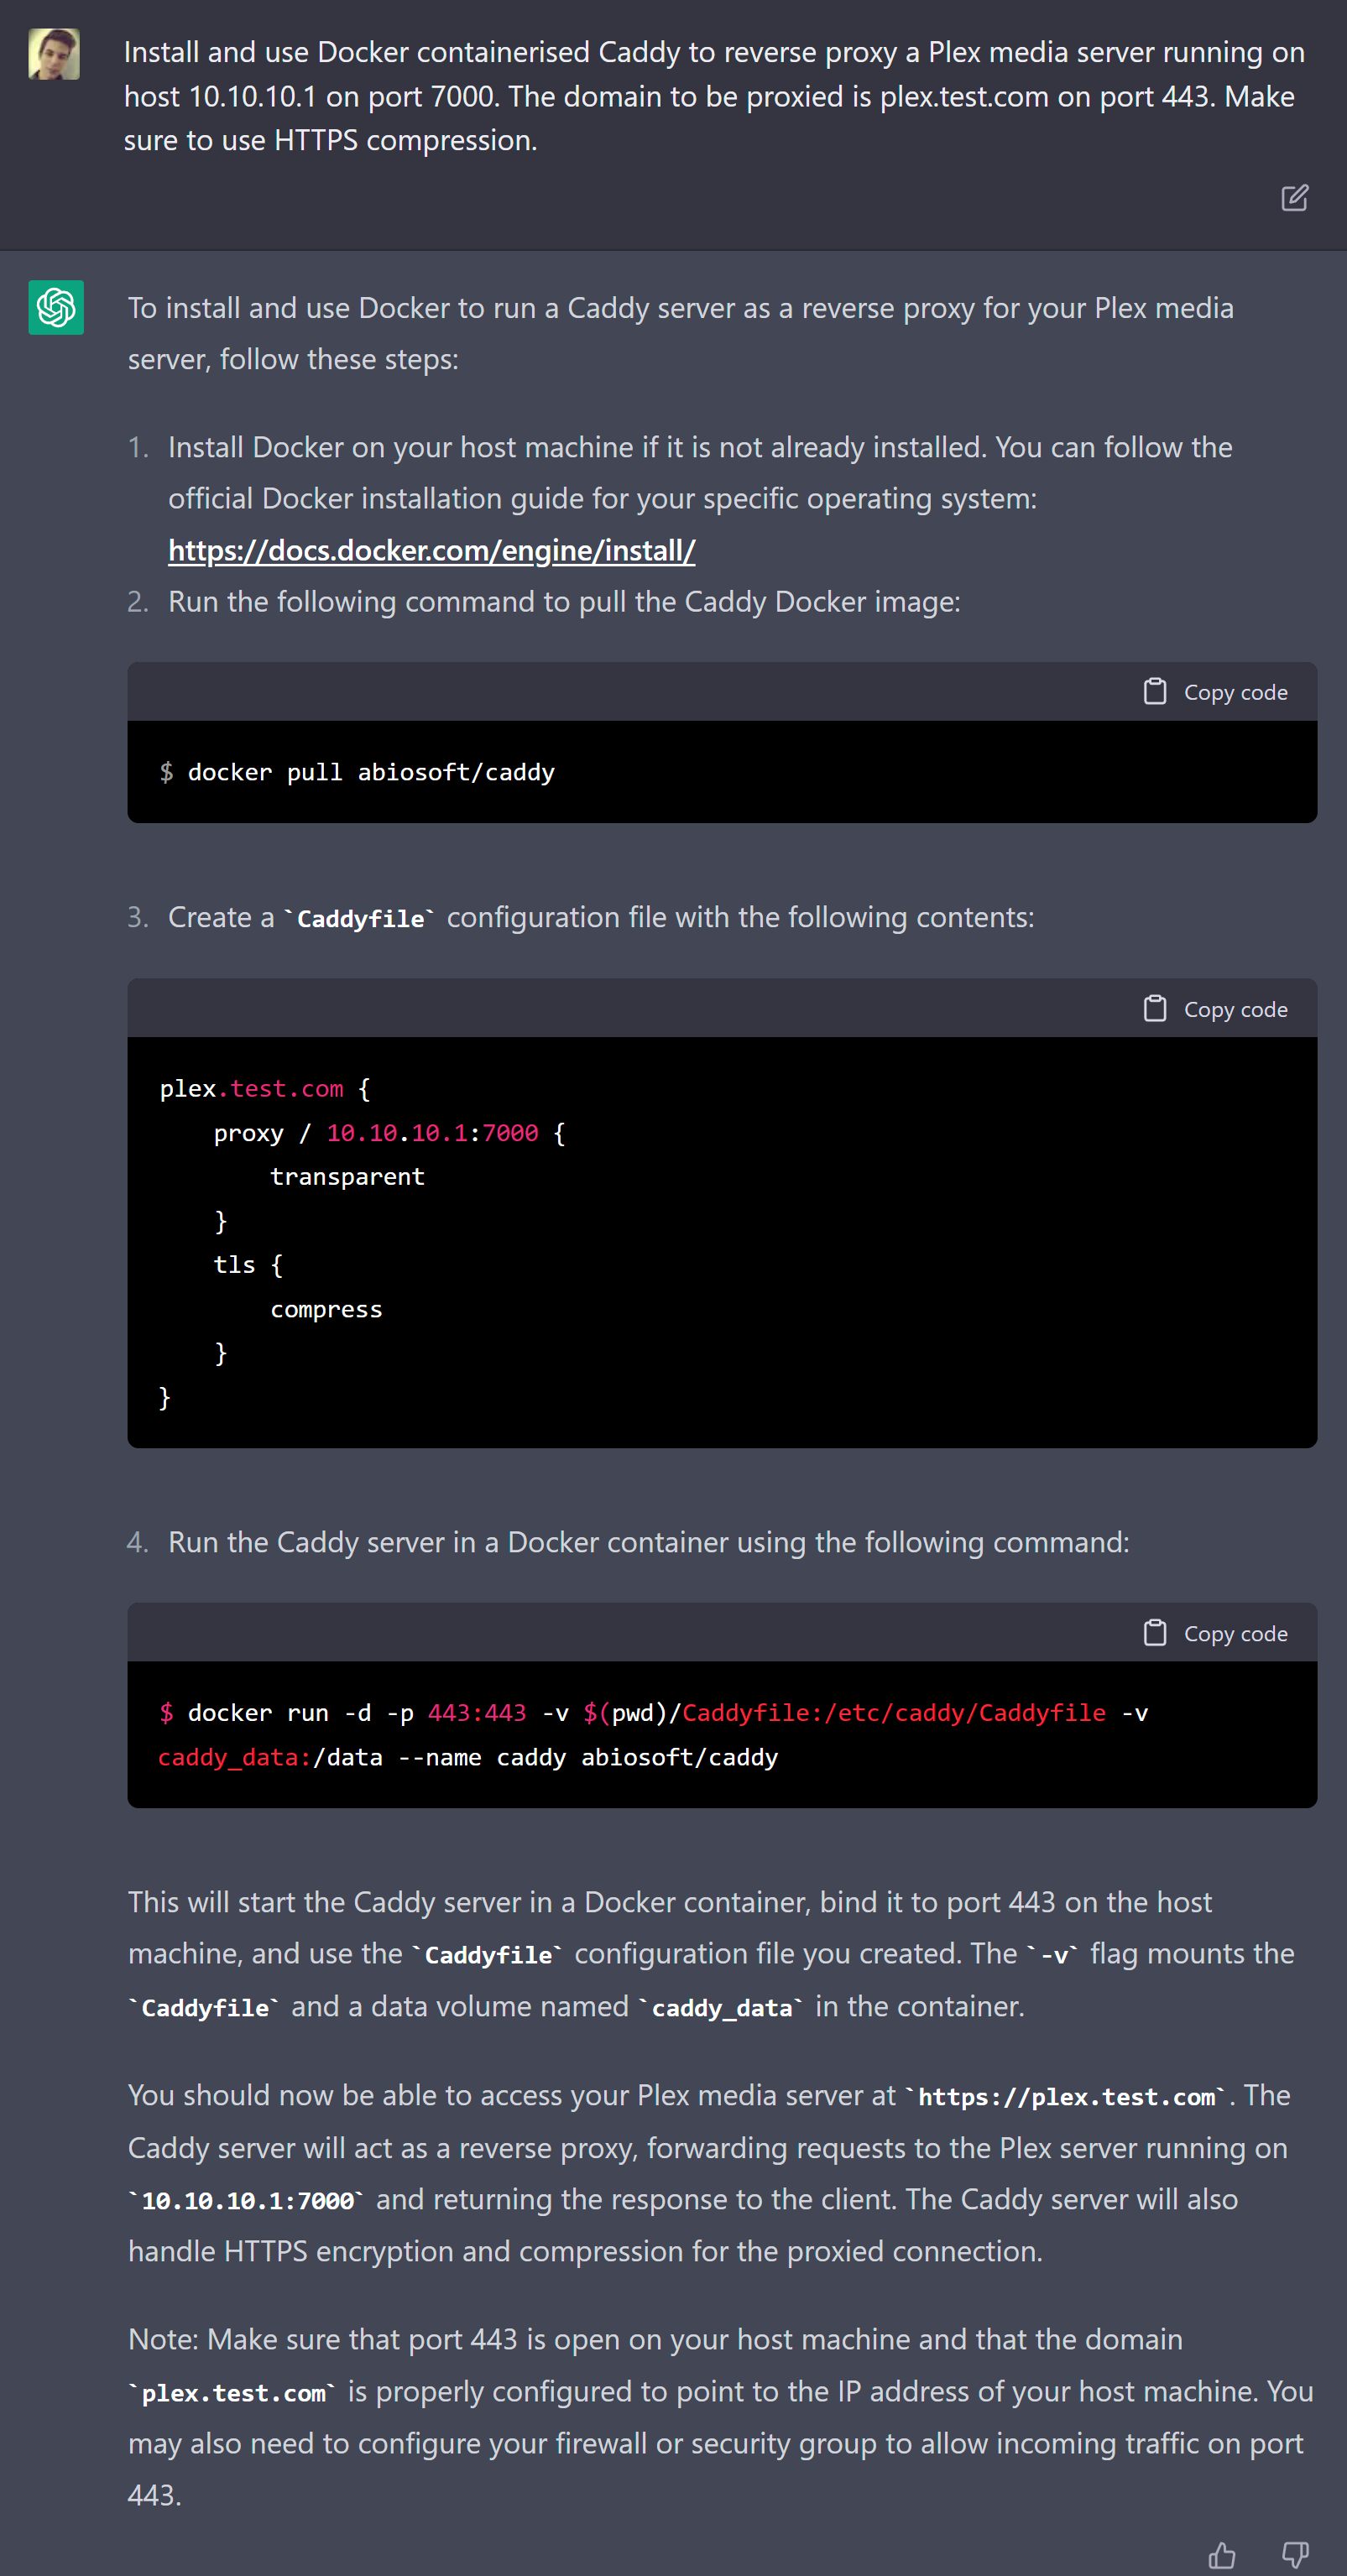 Install and use Docker containerised Caddy to reverse proxy a Plex media server running on
host 10.10.10.1 on port 7000. The domain to be proxied is plex.test.com on port 443. Make
sure to use HTTPS compression.
To install and use Docker to run a Caddy server as a reverse proxy for your Plex media
server, follow these steps:
1. Install Docker on your host machine if it is not already installed. You can follow the
official Docker installation guide for your specific operating system:
https://docs.docker.com/engine/install/
2. Run the following command to pull the Caddy Docker image:
Copy code
$ docker pull abiosoft/caddy
3. Create a `Caddyfile` configuration file with the following contents:
Copy code
plex.test.com {
    proxy / 10.10.10.1:7000 {
        transparent
    }
    tls {
        compress
    }
}
4. Run the Caddy server in a Docker container using the following command:
Copy code
$ docker run -d -p 443:443 -v $(pwd)/Caddyfile:/etc/caddy/Caddyfile -v
caddy_data:/data --name caddy abiosoft/caddy
This will start the Caddy server in a Docker container, bind it to port 443 on the host
machine, and use the `Caddyfile` configuration file you created. The `-v` flag mounts the
`Caddyfile` and a data volume named `caddy_data` in the container.
You should now be able to access your Plex media server at `https://plex.test.com`. The
Caddy server will act as a reverse proxy, forwarding requests to the Plex server running on
`10.10.10.1:7000` and returning the response to the client. The Caddy server will also
handle HTTPS encryption and compression for the proxied connection.
Note: Make sure that port 443 is open on your host machine and that the domain
`plex.test.com` is properly configured to point to the IP address of your host machine. You
may also need to configure your firewall or security group to allow incoming traffic on port
443.